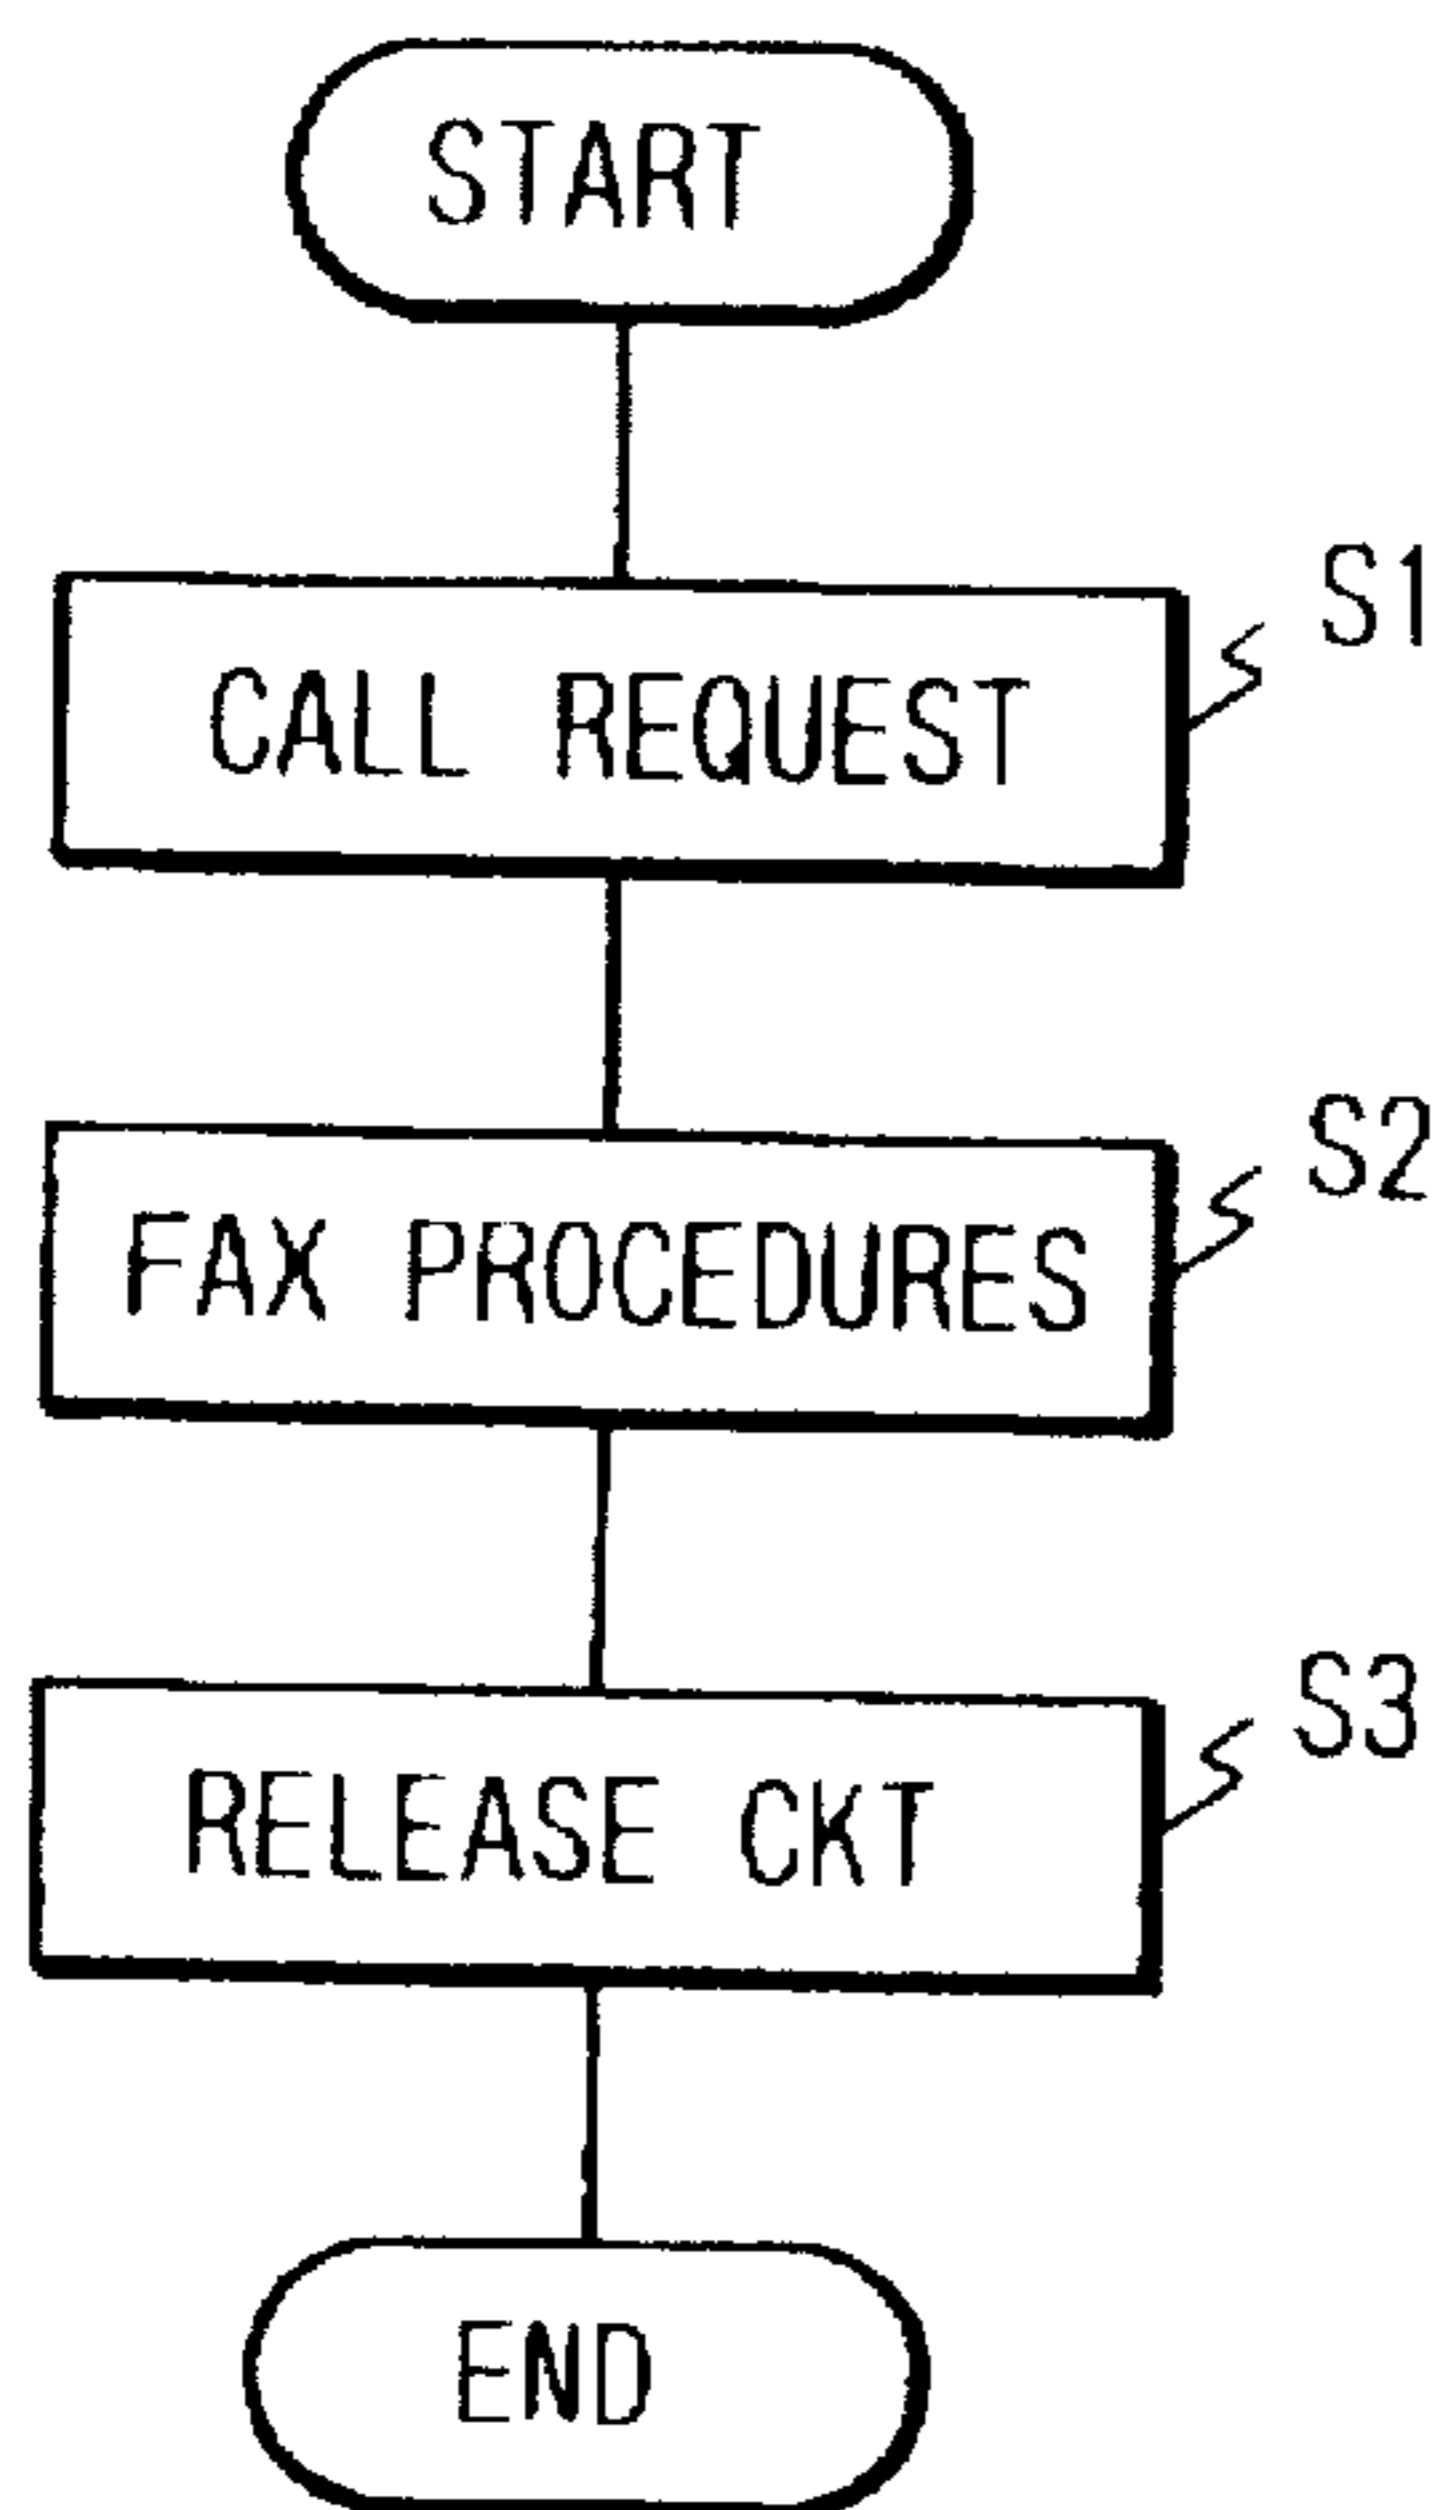 START
S1
CALL REQUEST
S2
FAX PROCEDURES
S3
RELEASE CKT
END